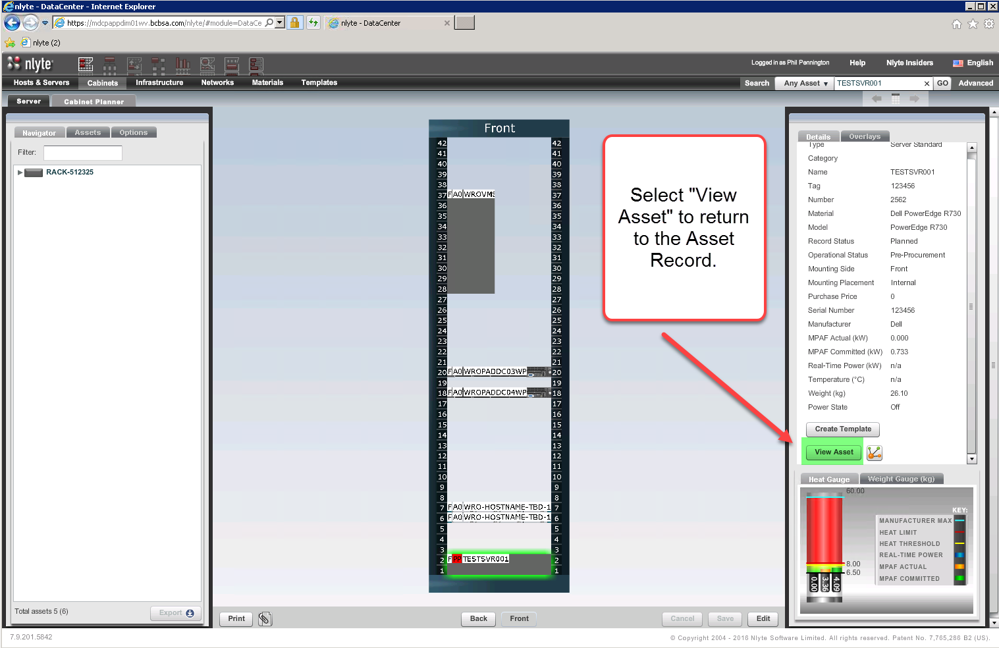 nlyte - DataCenter - Internet Explorer
https://mdcpappdim01wv.bcbsa.com/nlyte/#module=DataCe
nlyte - DataCenter
nlyte (2)
nlyte
Logged in as Phil Pennington
Help
Nlyte Insiders
English
Hosts & Servers
Cabinets
Infrastructure
Networks
Materials
Templates
Search
Any Asset
TESTSVR001
GO
Advanced
Server
Cabinet Planner
Navigator
Assets
Options
Filter:
RACK-512325
Total assets 5 (6)
Export
Front
42 42
41 41
40 40
39 39
38 38
37 F A0 WROVMS 37
36 36
35 35
34 34
33 33
32 32
31 31
30 30
29 29
28 28
27 27
26 26
25 25
24 24
23 23
22 22
21 21
20 F A0 WROPADDC03WP 20
19 19
18 F A0 WROPADDC04WP 18
17 17
16 16
15 15
14 14
13 13
12 12
11 11
10 10
9 9
8 8
7 F A0 WRO-HOSTNAME-TBD-1 7
6 F A0 WRO-HOSTNAME-TBD-1 6
5 5
4 4
3 3
2 F PP TESTSVR001 2
1 1
Select "View
Asset" to return
to the Asset
Record.
Details
Overlays
Type Server Standard
Category
Name TESTSVR001
Tag 123456
Number 2562
Material Dell PowerEdge R730
Model PowerEdge R730
Record Status Planned
Operational Status Pre-Procurement
Mounting Side Front
Mounting Placement Internal
Purchase Price 0
Serial Number 123456
Manufacturer Dell
MPAF Actual (kW) 0.000
MPAF Committed (kW) 0.733
Real-Time Power (kW) n/a
Temperature (°C) n/a
Weight (kg) 26.10
Power State Off
Create Template
View Asset
Heat Gauge
Weight Gauge (kg)
60.00
8.00
6.50
0.00
3.36
4.09
KEY:
MANUFACTURER MAX
HEAT LIMIT
HEAT THRESHOLD
REAL-TIME POWER
MPAF ACTUAL
MPAF COMMITTED
Print
Back
Front
Cancel
Save
Edit
7.9.201.5842
© Copyright 2004 - 2016 Nlyte Software Limited. All rights reserved. Patent No. 7,765,286 B2 (US).